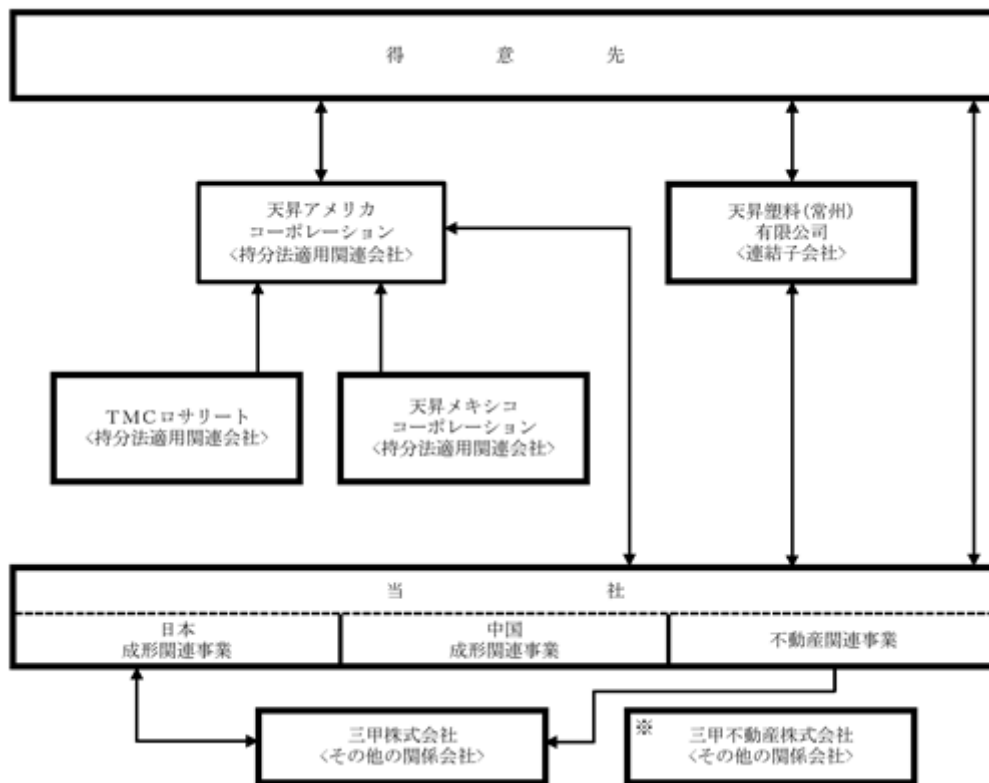 得意先
天昇アメリカ
コーポレーション
<持分法適用関連会社>
天昇塑料(常州)
有限公司
<連結子会社>
TMCロサリート
<持分法適用関連会社>
天昇メキシコ
コーポレーション
<持分法適用関連会社>
当社
日本
成形関連事業
中国
成形関連事業
不動産関連事業
三甲株式会社
<その他の関係会社>
※
三甲不動産株式会社
<その他の関係会社>